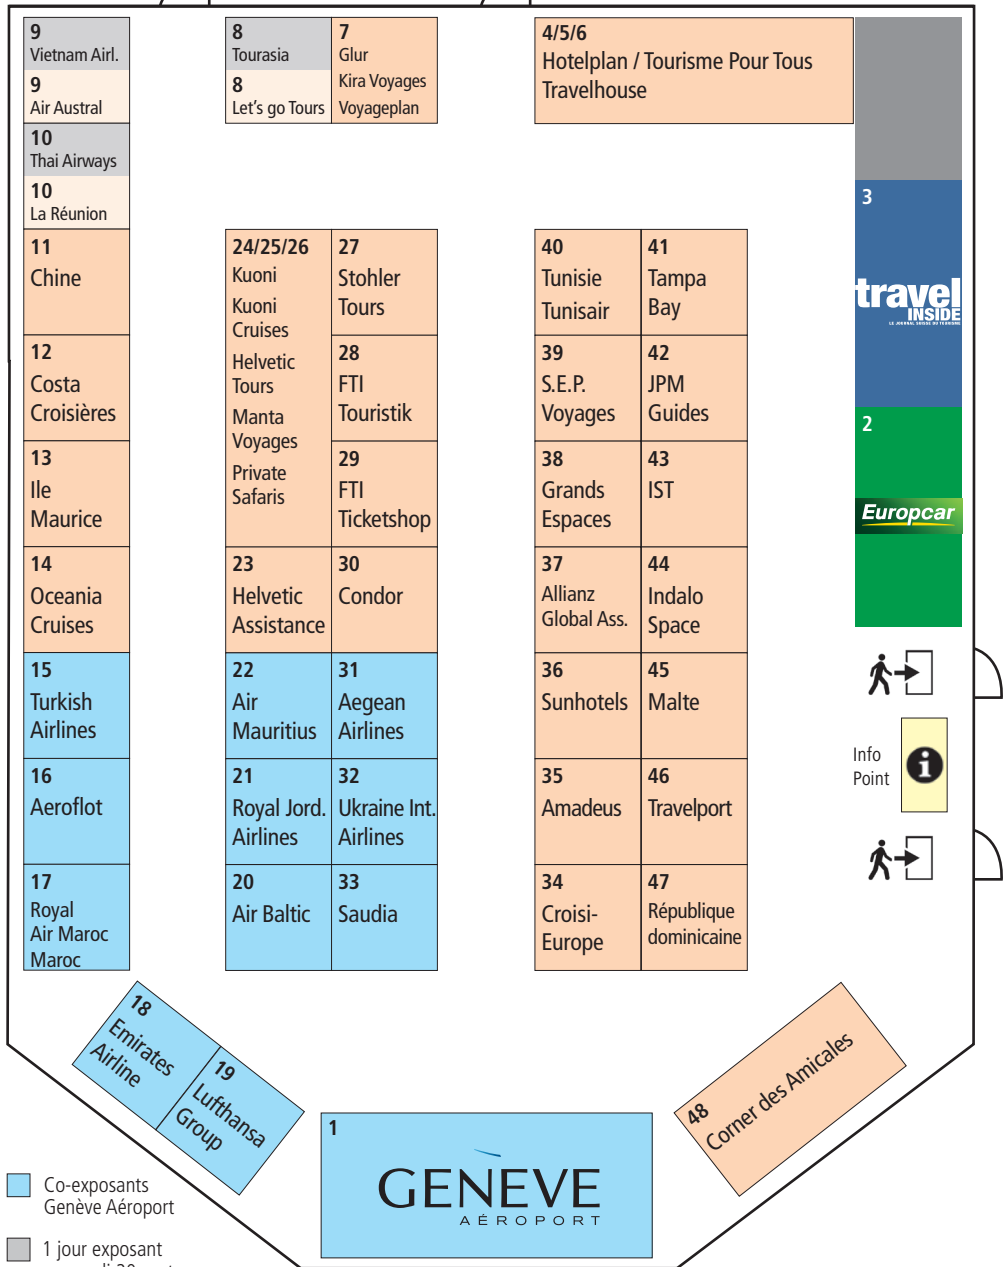 9
Vietnam Airl.
9
Air Austral
10
Thai Airways
10
La Réunion
8
Tourasia
8
Let's go Tours
7
Glur
Kira Voyages
Voyageplan
4/5/6
Hotelplan / Tourisme Pour Tous
Travelhouse
3
travel
INSIDE
LE JOURNAL SUISSE DU TOURISME
2
Europcar
11
Chine
12
Costa
Croisières
13
Ile
Maurice
14
Oceania
Cruises
15
Turkish
Airlines
16
Aeroflot
17
Royal
Air Maroc
Maroc
24/25/26
Kuoni
Kuoni
Cruises
Helvetic
Tours
Manta
Voyages
Private
Safaris
27
Stohler
Tours
28
FTI
Touristik
29
FTI
Ticketshop
23
Helvetic
Assistance
30
Condor
22
Air
Mauritius
31
Aegean
Airlines
21
Royal Jord.
Airlines
32
Ukraine Int.
Airlines
20
Air Baltic
33
Saudia
40
Tunisie
Tunisair
41
Tampa
Bay
39
S.E.P.
Voyages
42
JPM
Guides
38
Grands
Espaces
43
IST
37
Allianz
Global Ass.
44
Indalo
Space
36
Sunhotels
45
Malte
35
Amadeus
46
Travelport
34
Croisi-
Europe
47
République
dominicaine
Info
Point
i
18
Emirates
Airline
19
Lufthansa
Group
1
GENÈVE
AÉROPORT
48
Corner des Amicales
Co-exposants
Genève Aéroport
1 jour exposant